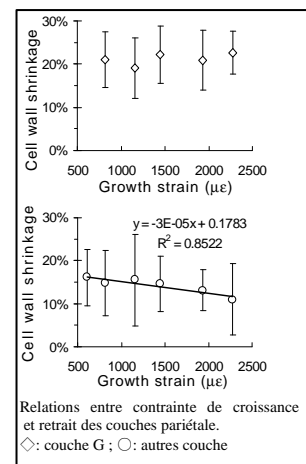 30%
20%
10%
0%
Cell wall shrinkage
500 1000 1500 2000 2500
Growth strain (με)
30%
20%
10%
0%
Cell wall shrinkage
y = -3E-05x + 0.1783
R² = 0.8522
500 1000 1500 2000 2500
Growth strain (με)
Relations entre contrainte de croissance
et retrait des couches pariétale.
◇: couche G ; ○: autres couche